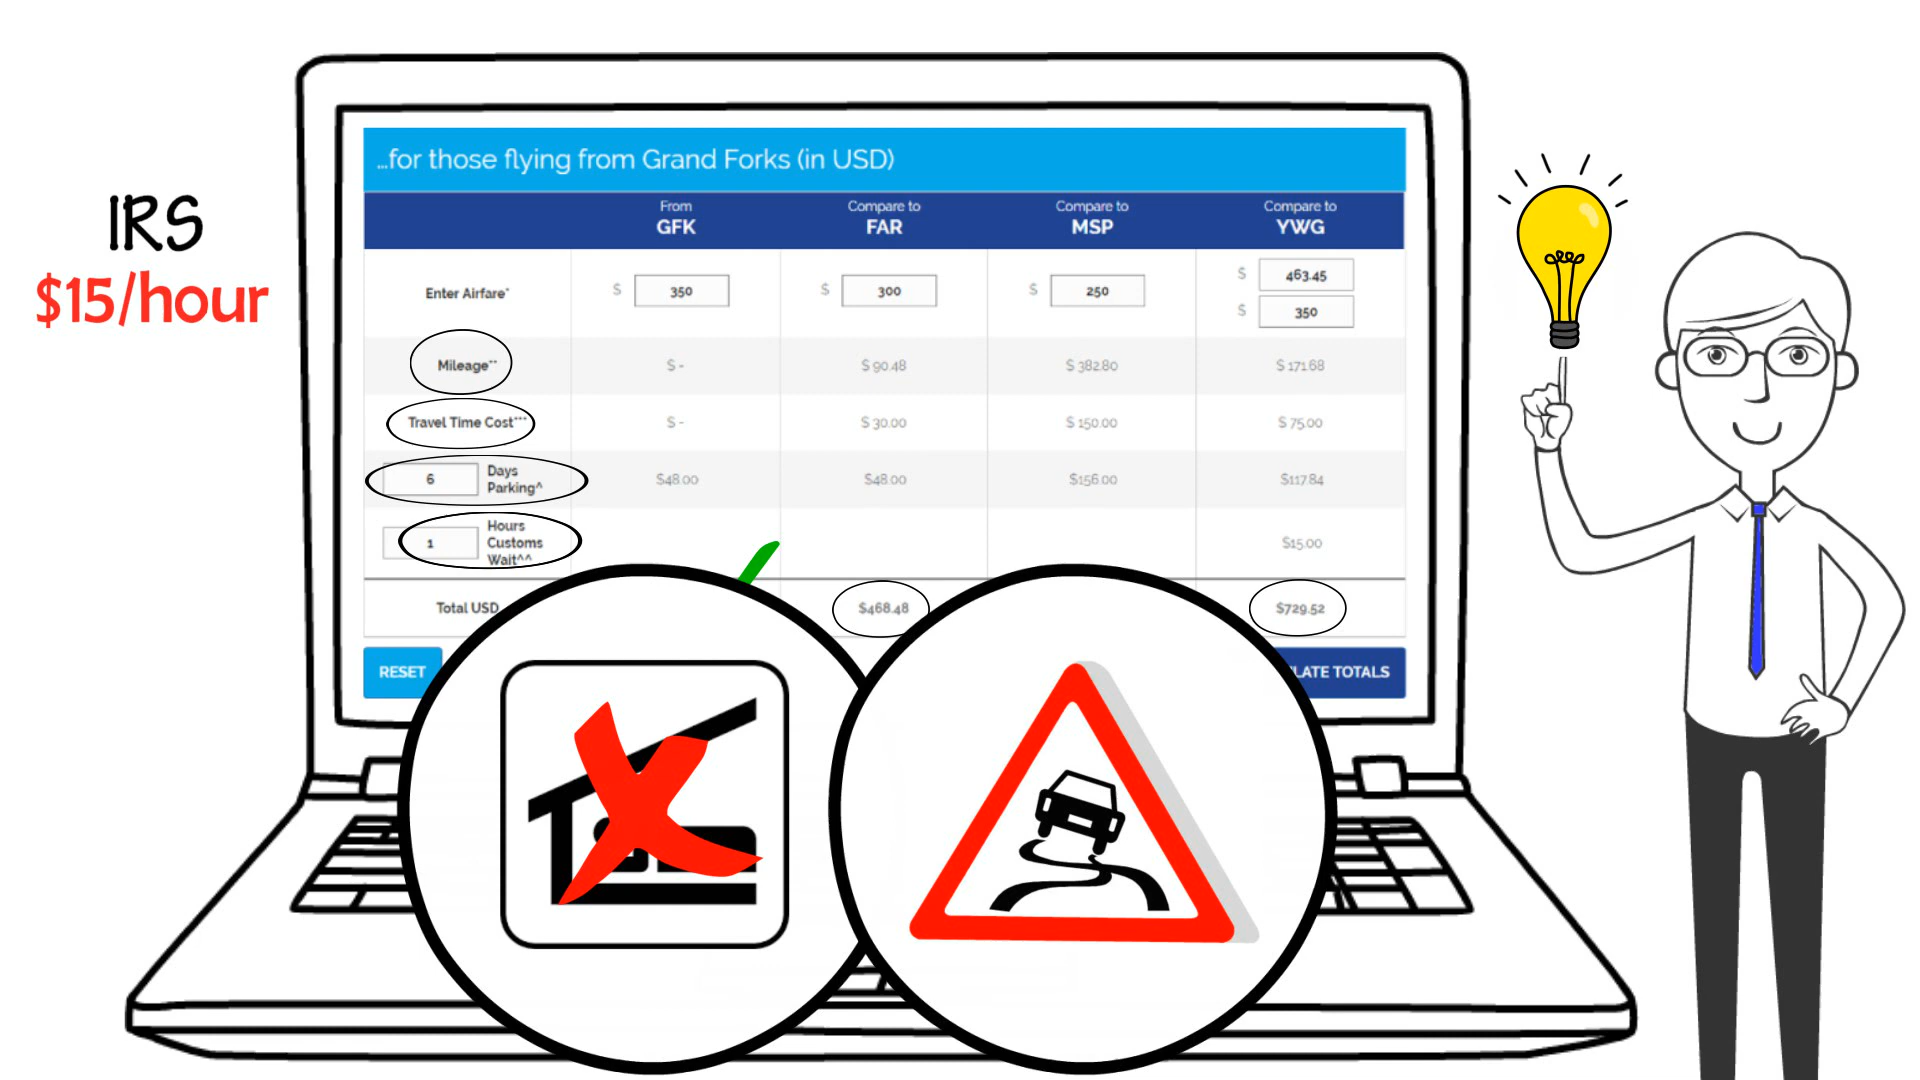 IRS
$15/hour
...for those flying from Grand Forks (in USD)
From GFK Compare to FAR Compare to MSP Compare to YWG
Enter Airfare* $ 350 $ 300 $ 250 $ 463.45
$ 350
Mileage** $ - $ 90.48 $ 382.80 $ 171.68
Travel Time Cost*** $ - $ 30.00 $ 150.00 $ 75.00
6 Days Parking^ $48.00 $48.00 $156.00 $117.84
1 Hours Customs Wait^^ $15.00
Total USD $468.48 $729.52
RESET LATE TOTALS